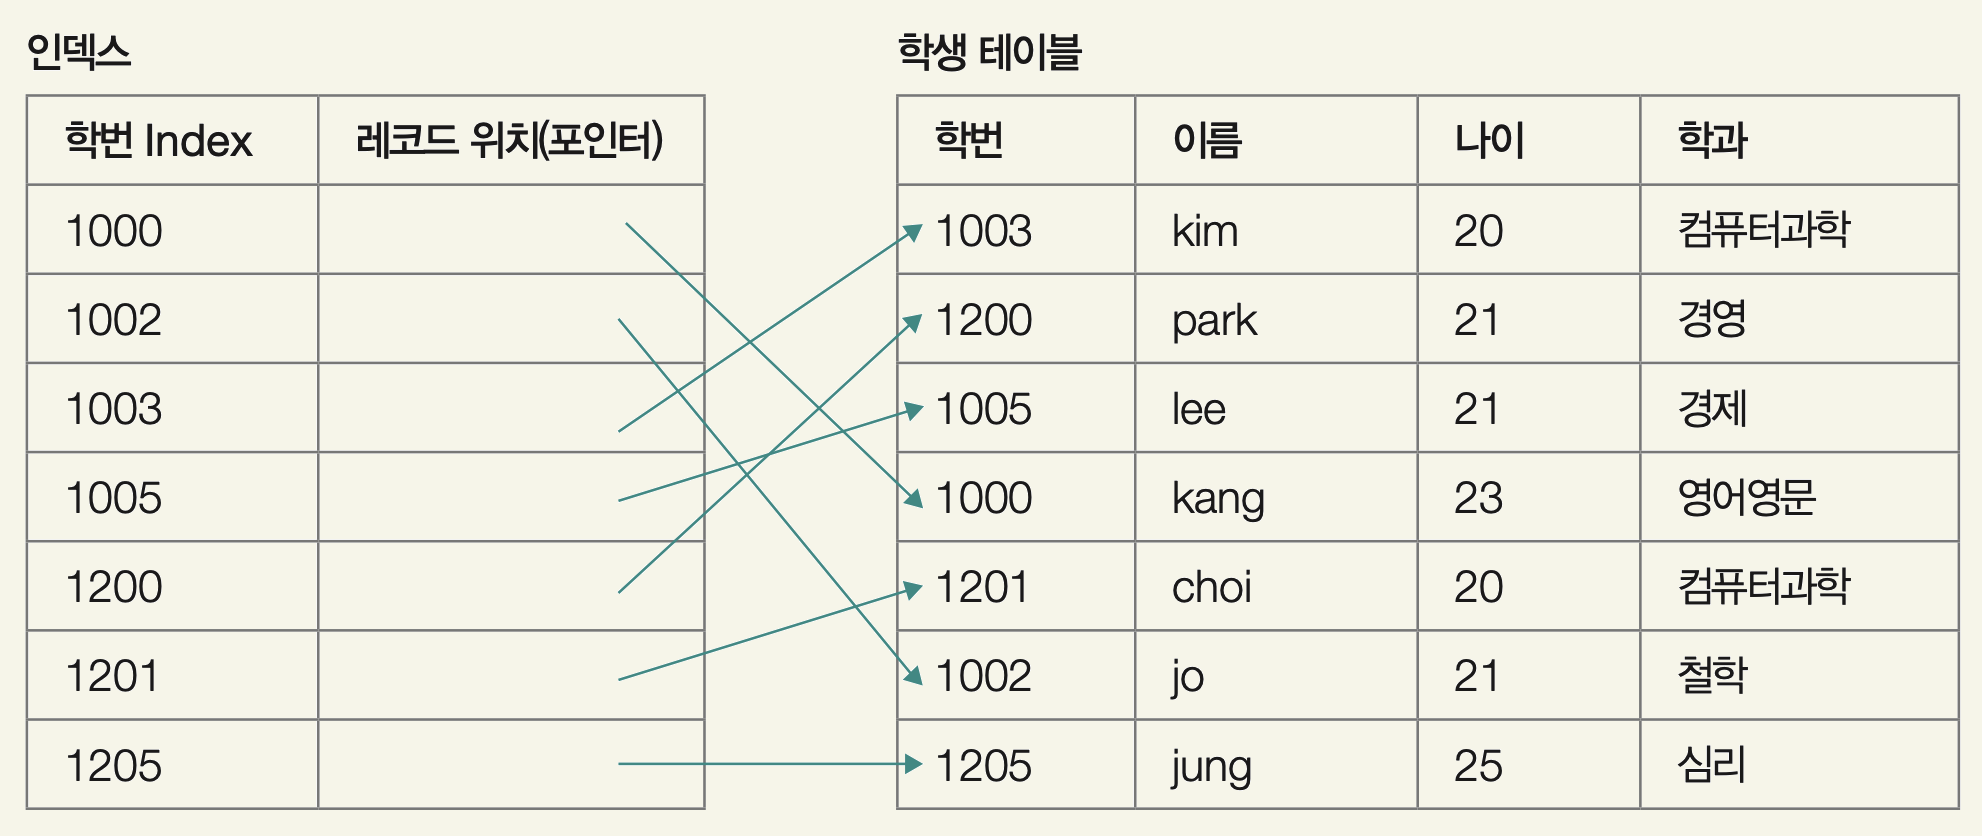 인덱스
학번 Index 레코드 위치(포인터)
1000
1002
1003
1005
1200
1201
1205
학생 테이블
학번 이름 나이 학과
1003 kim 20 컴퓨터과학
1200 park 21 경영
1005 lee 21 경제
1000 kang 23 영어영문
1201 choi 20 컴퓨터과학
1002 jo 21 철학
1205 jung 25 심리